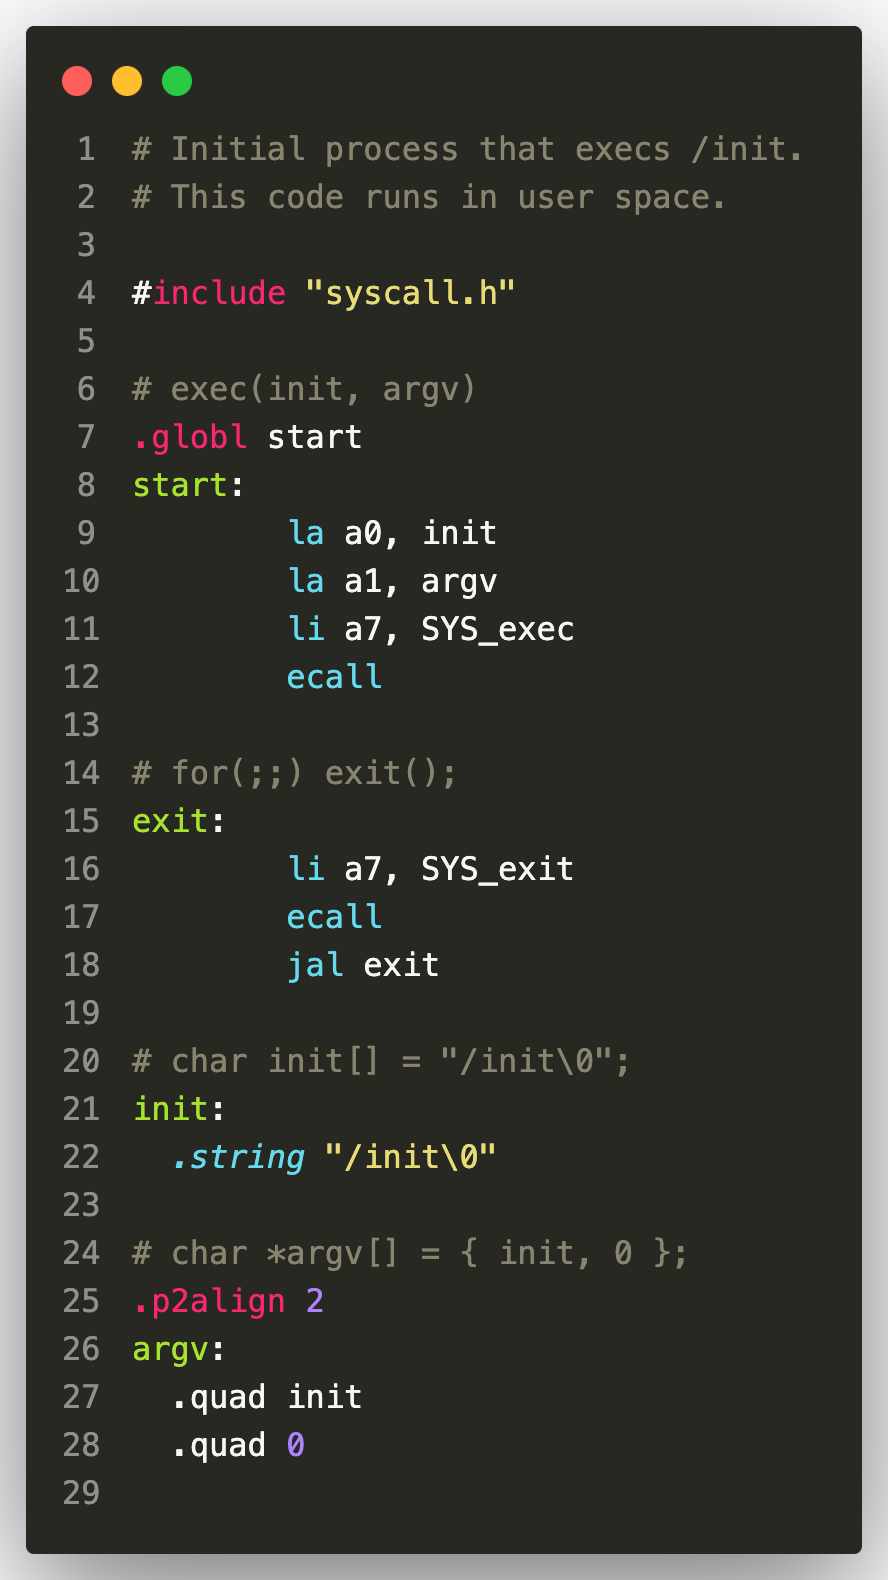 1 # Initial process that execs /init.
2 # This code runs in user space.
3
4 #include "syscall.h"
5
6 # exec(init, argv)
7 .globl start
8 start:
9         la a0, init
10         la a1, argv
11         li a7, SYS_exec
12         ecall
13
14 # for(;;) exit();
15 exit:
16         li a7, SYS_exit
17         ecall
18         jal exit
19
20 # char init[] = "/init\0";
21 init:
22   .string "/init\0"
23
24 # char *argv[] = { init, 0 };
25 .p2align 2
26 argv:
27   .quad init
28   .quad 0
29